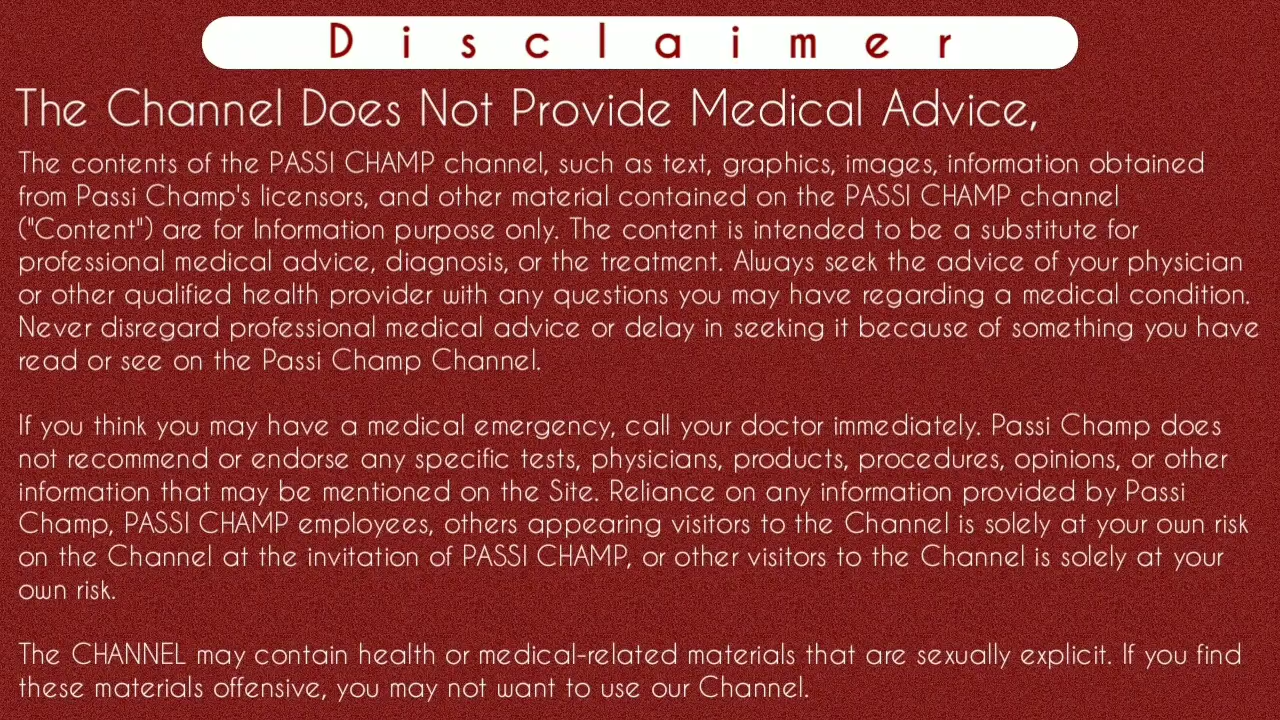 Disclaimer
The Channel Does Not Provide Medical Advice,
The contents of the PASSI CHAMP channel, such as text, graphics, images, information obtained
from Passi Champ's licensors, and other material contained on the PASSI CHAMP channel
("Content") are for Information purpose only. The content is intended to be a substitute for
professional medical advice, diagnosis, or the treatment. Always seek the advice of your physician
or other qualified health provider with any questions you may have regarding a medical condition.
Never disregard professional medical advice or delay in seeking it because of something you have
read or see on the Passi Champ Channel.
If you think you may have a medical emergency, call your doctor immediately. Passi Champ does
not recommend or endorse any specific tests, physicians, products, procedures, opinions, or other
information that may be mentioned on the Site. Reliance on any information provided by Passi
Champ, PASSI CHAMP employees, others appearing visitors to the Channel is solely at your own risk
on the Channel at the invitation of PASSI CHAMP, or other visitors to the Channel is solely at your
own risk.
The CHANNEL may contain health or medical-related materials that are sexually explicit. If you find
these materials offensive, you may not want to use our Channel.